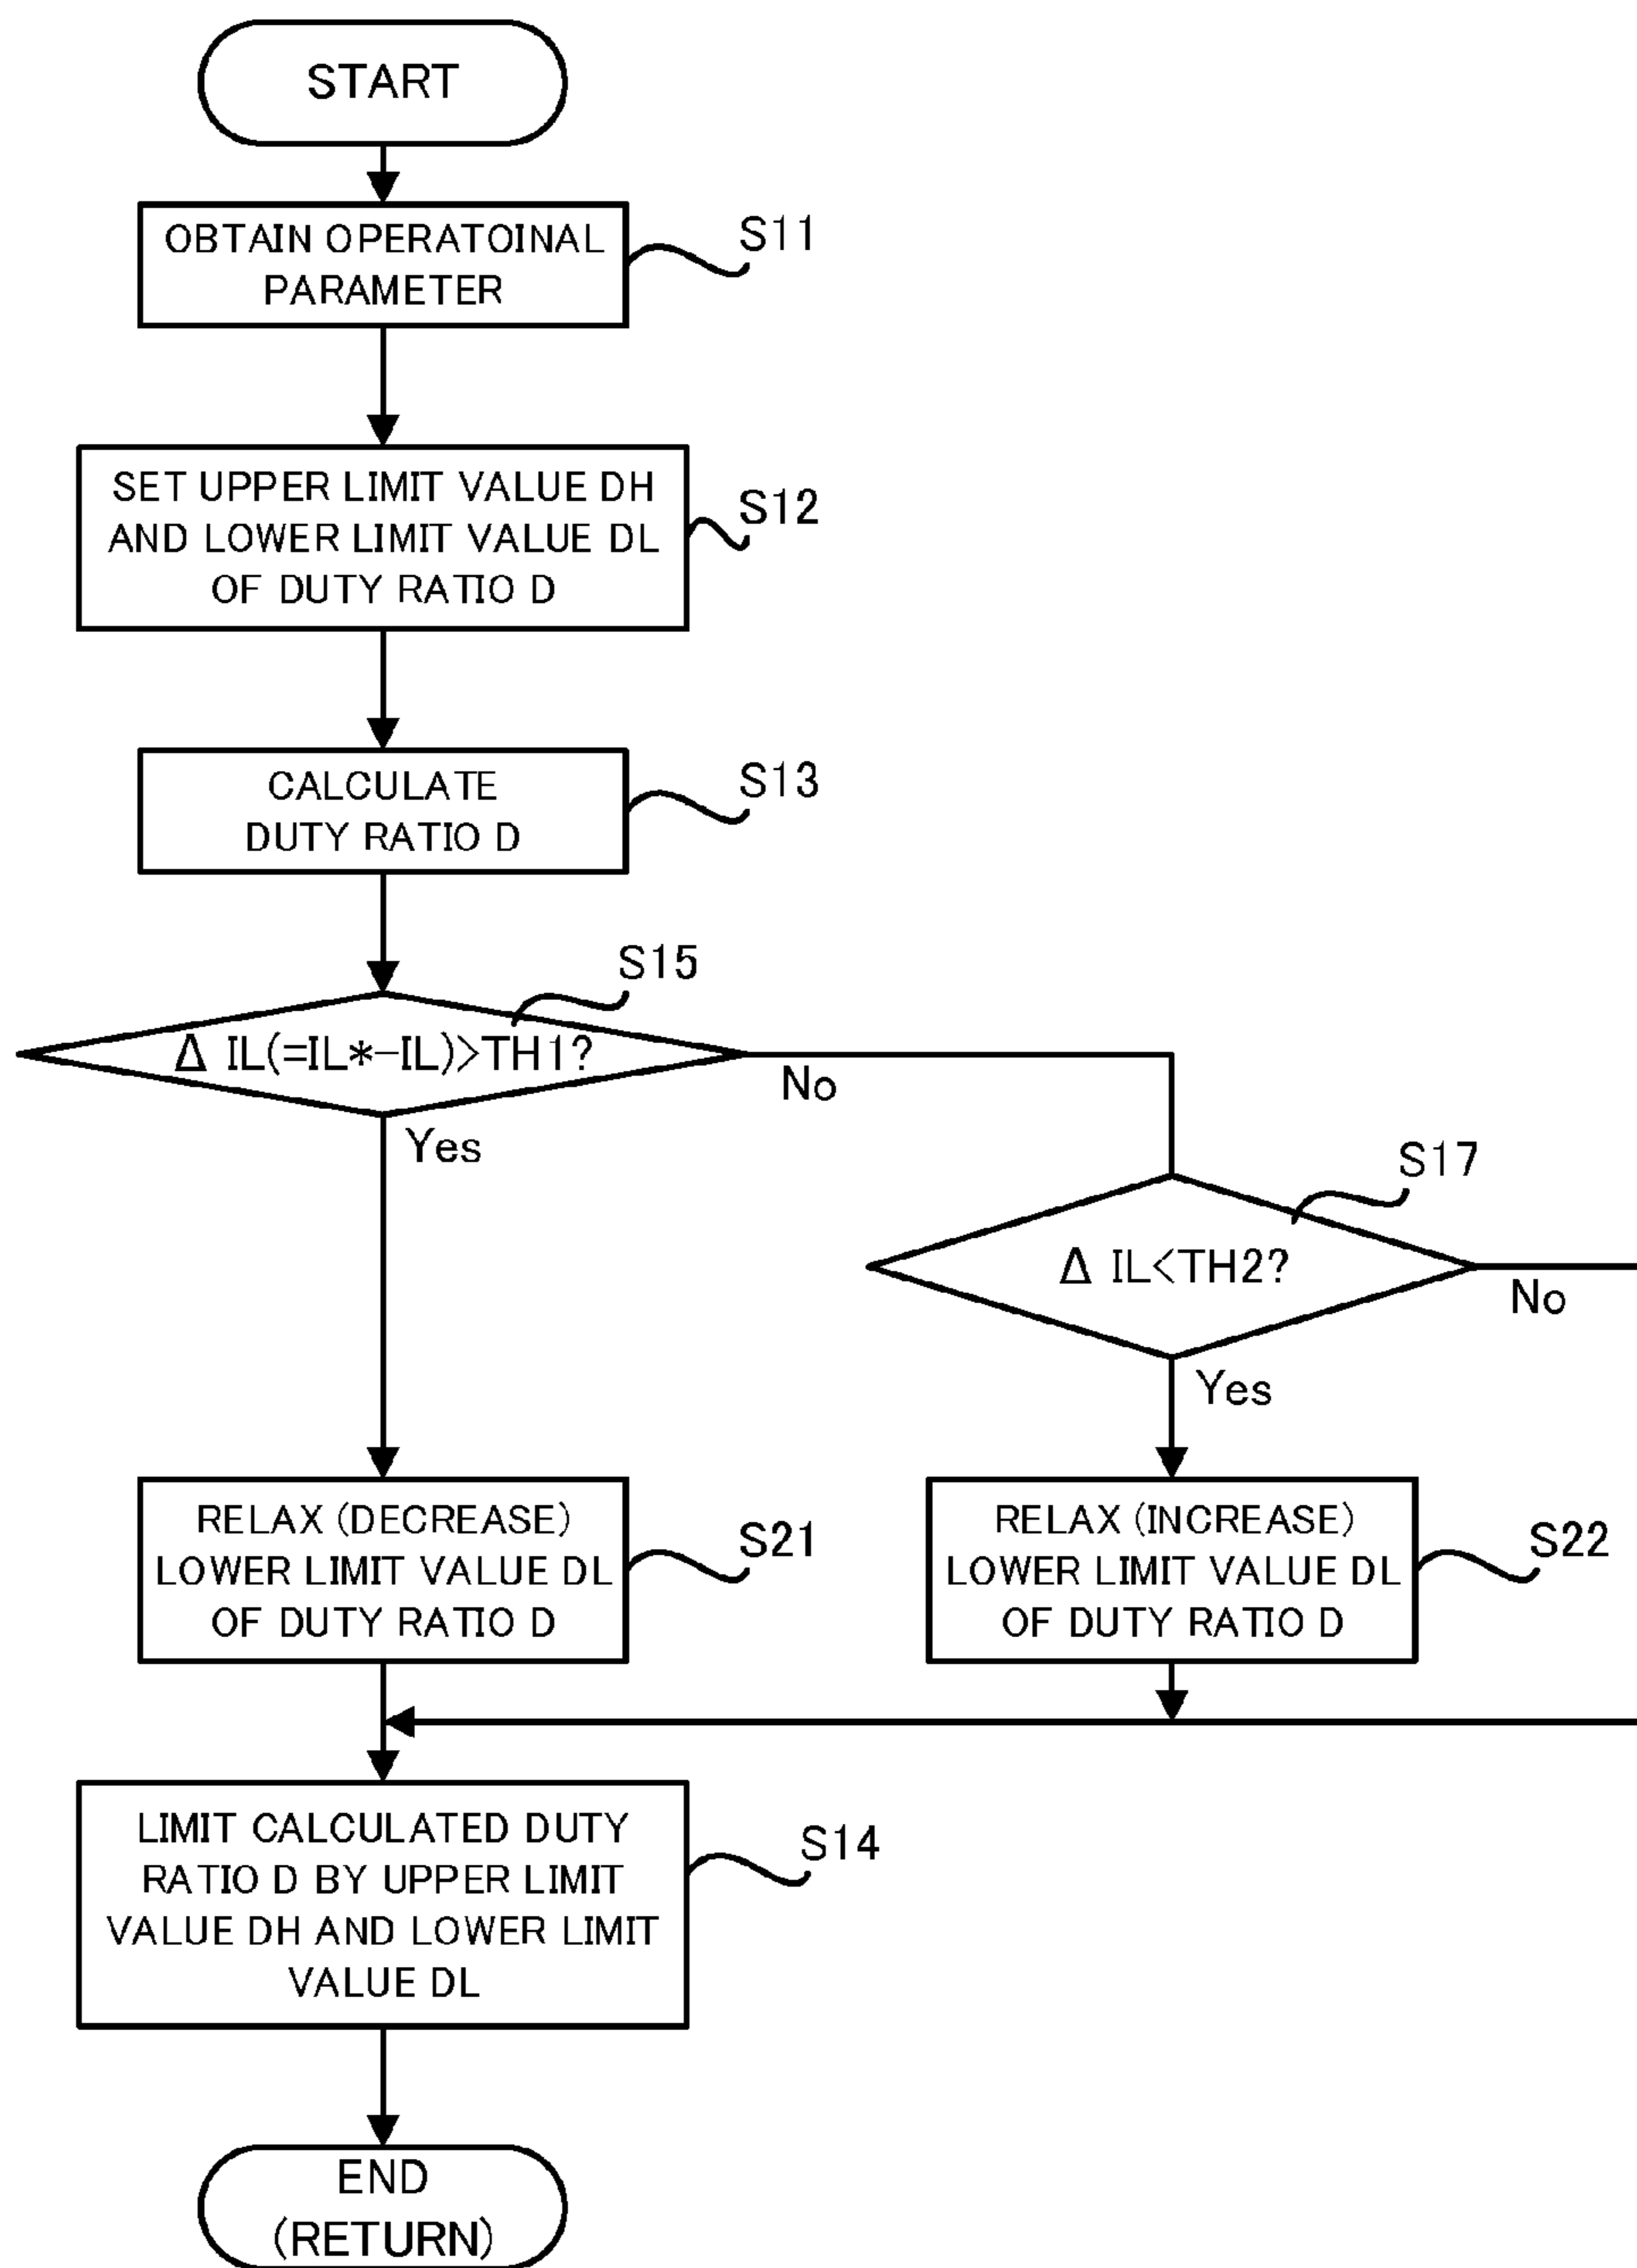 START
OBTAIN OPERATOINAL
PARAMETER
S11
SET UPPER LIMIT VALUE DH
AND LOWER LIMIT VALUE DL
OF DUTY RATIO D
S12
CALCULATE
DUTY RATIO D
S13
S15
Δ IL(=IL*-IL)>TH1?
No
Yes
S17
Δ IL<TH2?
No
Yes
RELAX (DECREASE)
LOWER LIMIT VALUE DL
OF DUTY RATIO D
S21
RELAX (INCREASE)
LOWER LIMIT VALUE DL
OF DUTY RATIO D
S22
LIMIT CALCULATED DUTY
RATIO D BY UPPER LIMIT
VALUE DH AND LOWER LIMIT
VALUE DL
S14
END
(RETURN)